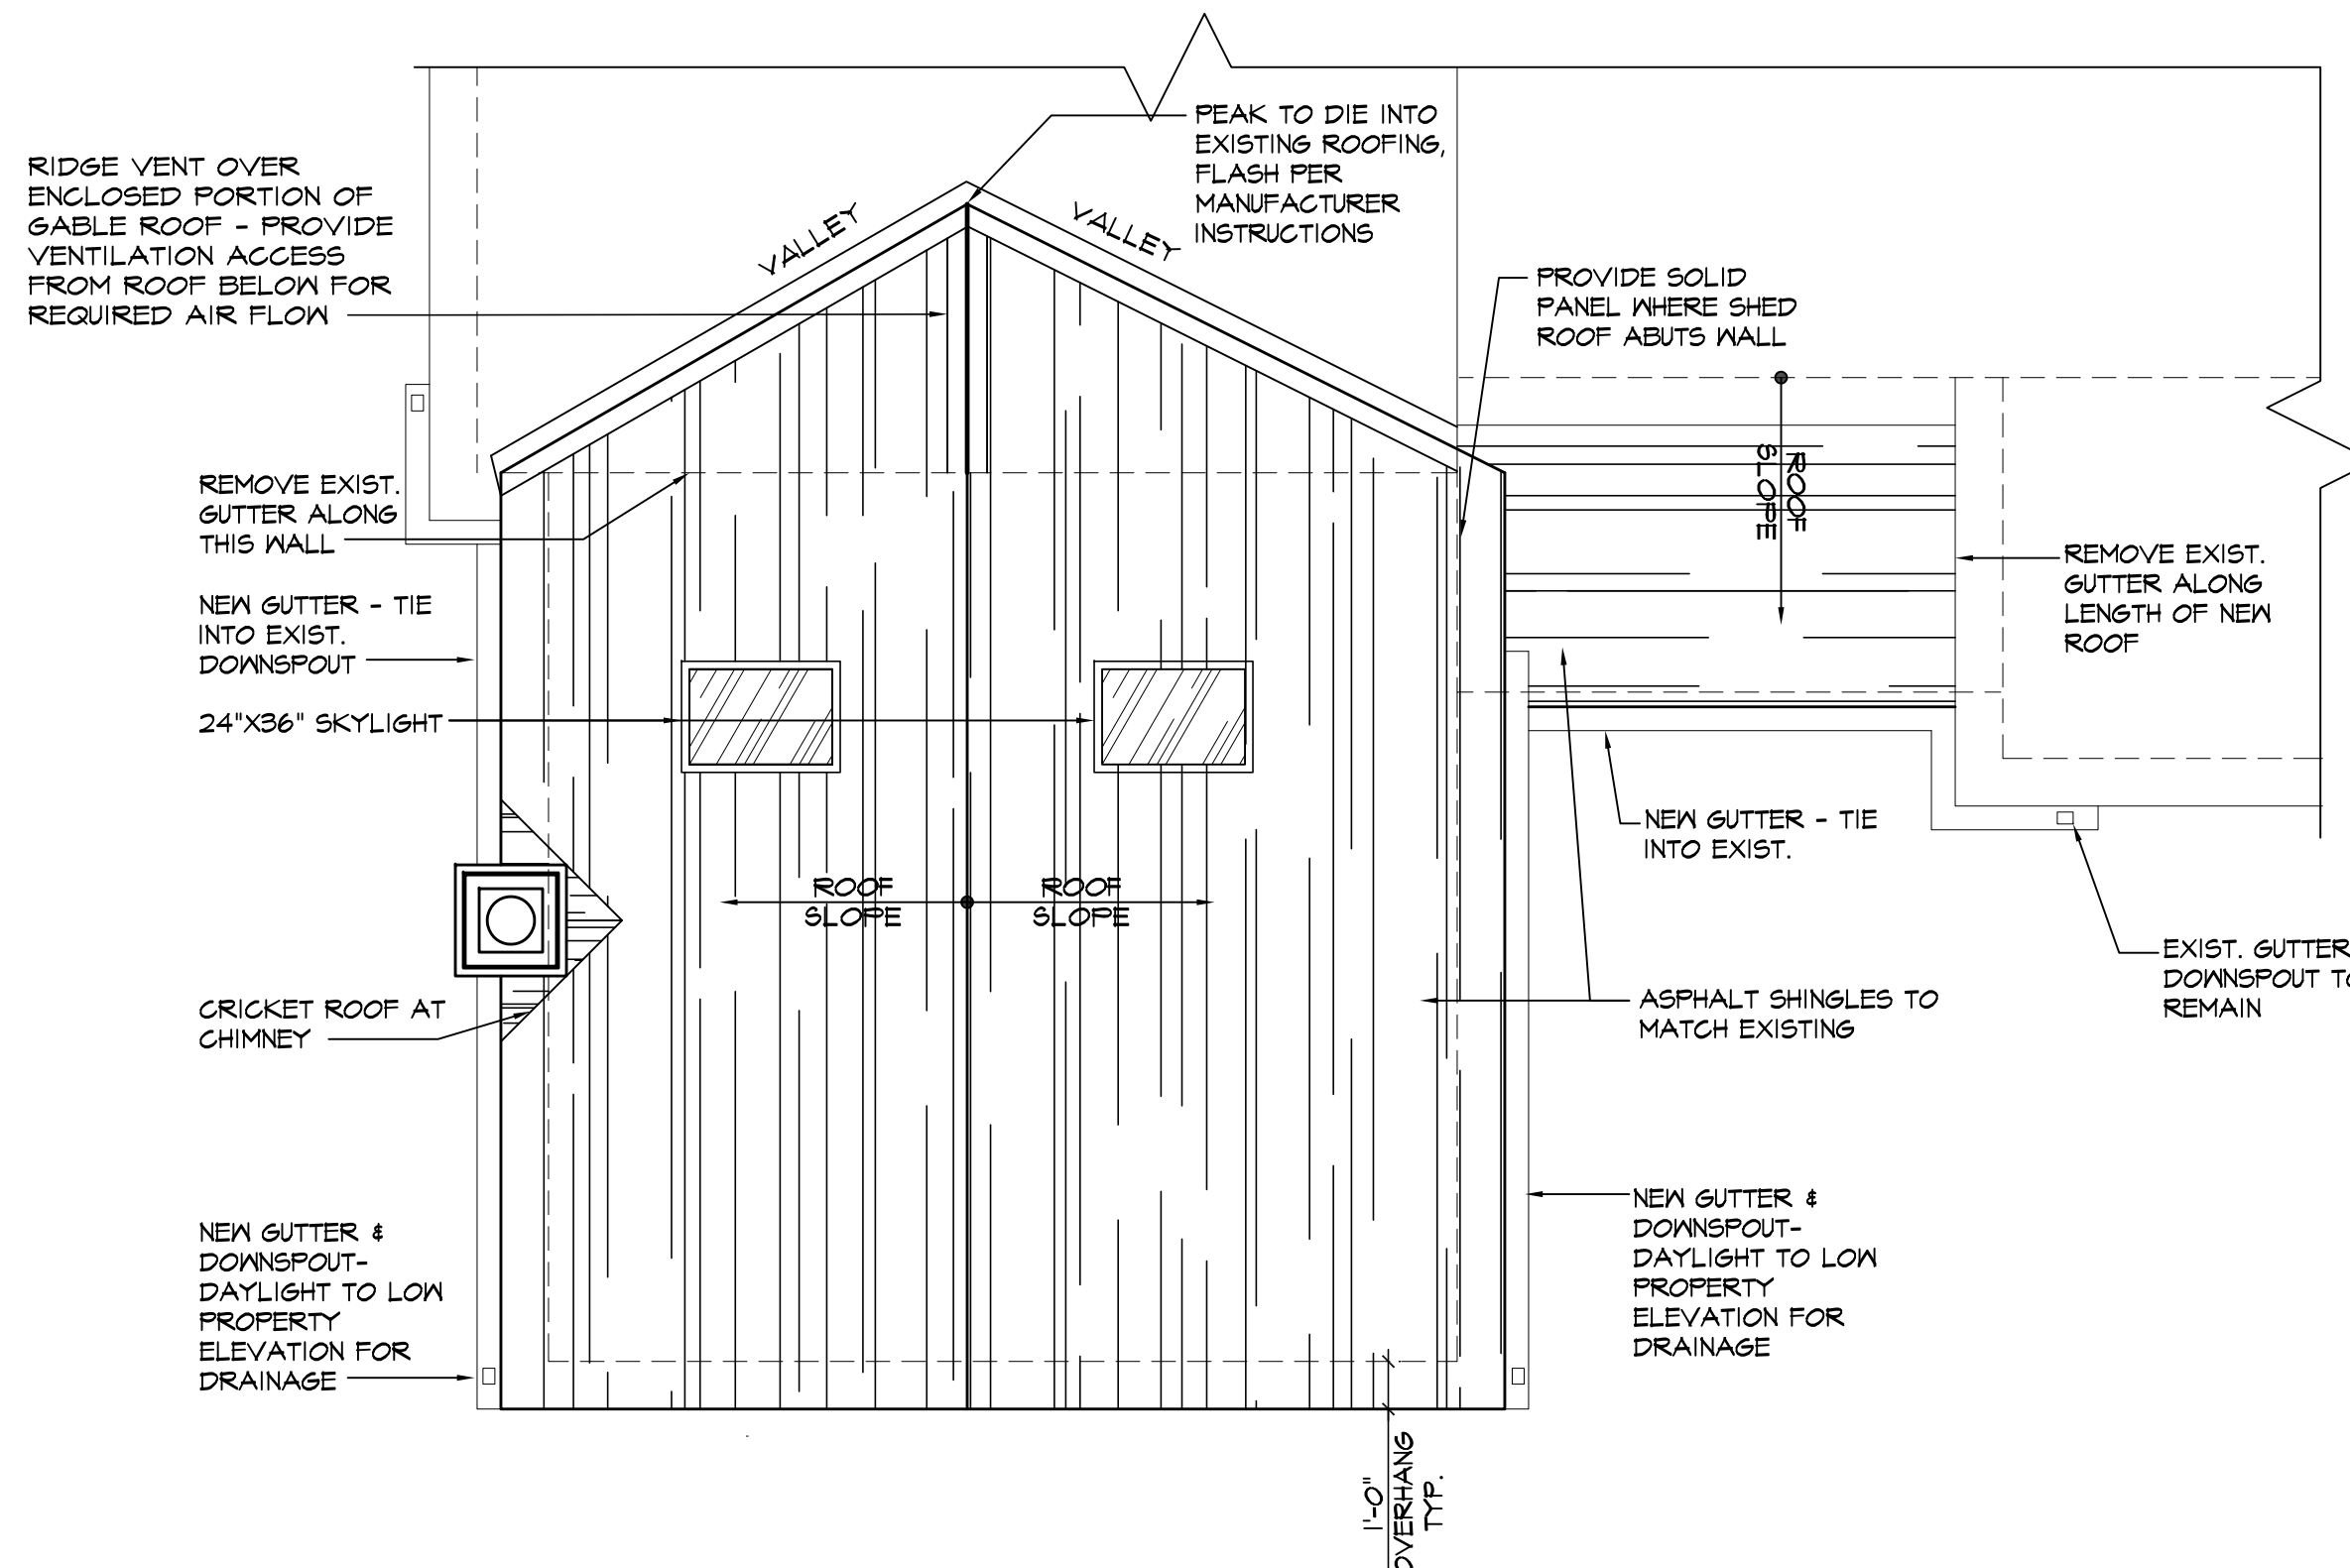 PEAK TO DIE INTO
EXISTING ROOFING,
FLASH PER
MANUFACTURER
INSTRUCTIONS
RIDGE VENT OVER
ENCLOSED PORTION OF
GABLE ROOF - PROVIDE
VENTILATION ACCESS
FROM ROOF BELOW FOR
REQUIRED AIR FLOW
VALLEY
VALLEY
PROVIDE SOLID
PANEL WHERE SHED
ROOF ABUTS WALL
ROOF
SLOPE
REMOVE EXIST.
GUTTER ALONG
THIS WALL
REMOVE EXIST.
GUTTER ALONG
LENGTH OF NEW
ROOF
NEW GUTTER - TIE
INTO EXIST.
DOWNSPOUT
24"X36" SKYLIGHT
NEW GUTTER - TIE
INTO EXIST.
ROOF
SLOPE
ROOF
SLOPE
EXIST. GUTTER
DOWNSPOUT TO
REMAIN
CRICKET ROOF AT
CHIMNEY
ASPHALT SHINGLES TO
MATCH EXISTING
NEW GUTTER &
DOWNSPOUT-
DAYLIGHT TO LOW
PROPERTY
ELEVATION FOR
DRAINAGE
NEW GUTTER &
DOWNSPOUT-
DAYLIGHT TO LOW
PROPERTY
ELEVATION FOR
DRAINAGE
1'-0"
OVERHANG
TYP.